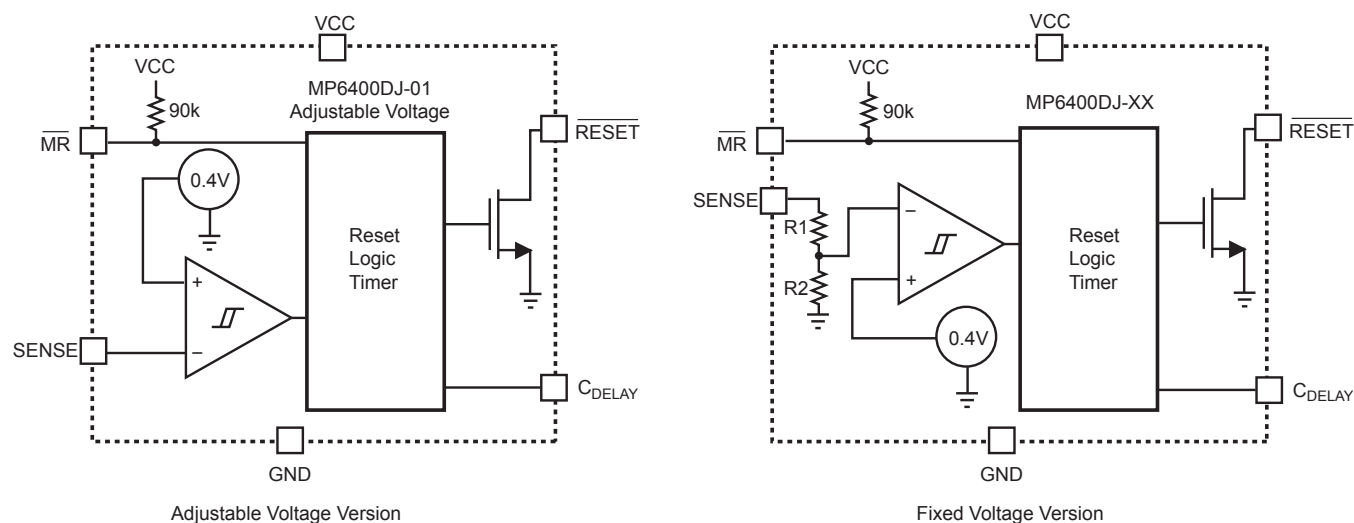 VCC
VCC
90k
MP6400DJ-01
Adjustable Voltage
MR
RESET
0.4V
+
−
SENSE
Reset
Logic
Timer
CDELAY
GND
Adjustable Voltage Version
VCC
VCC
90k
MP6400DJ-XX
MR
RESET
SENSE
R1
R2
−
+
0.4V
Reset
Logic
Timer
CDELAY
GND
Fixed Voltage Version